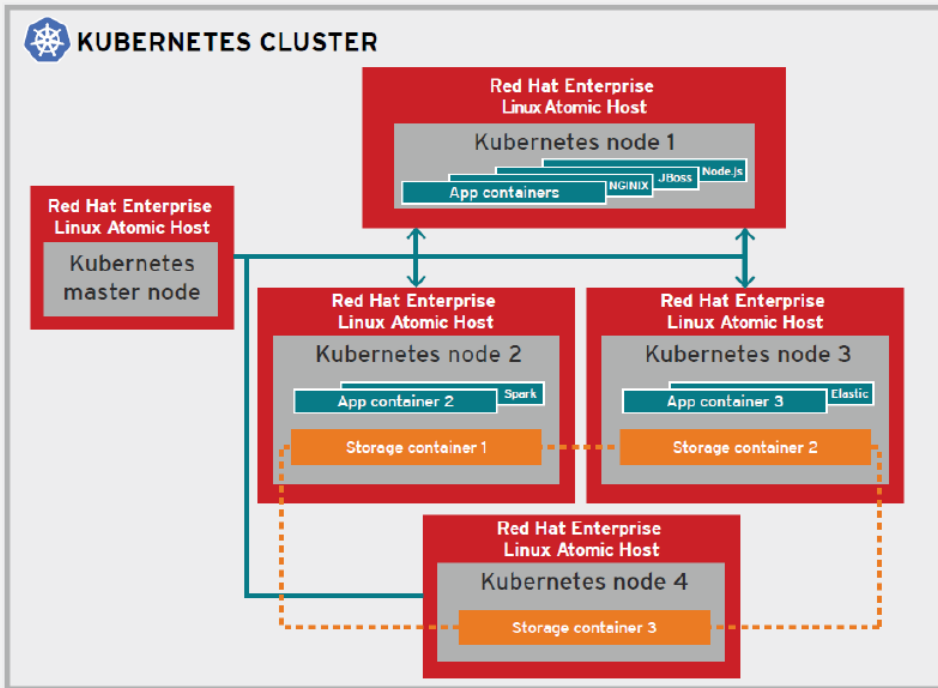 KUBERNETES CLUSTER
Red Hat Enterprise
Linux Atomic Host
Kubernetes node 1
App containers
NGINIX
JBoss
Node.js
Red Hat Enterprise
Linux Atomic Host
Kubernetes
master node
Red Hat Enterprise
Linux Atomic Host
Kubernetes node 2
App container 2
Spark
Storage container 1
Red Hat Enterprise
Linux Atomic Host
Kubernetes node 3
App container 3
Elastic
Storage container 2
Red Hat Enterprise
Linux Atomic Host
Kubernetes node 4
Storage container 3